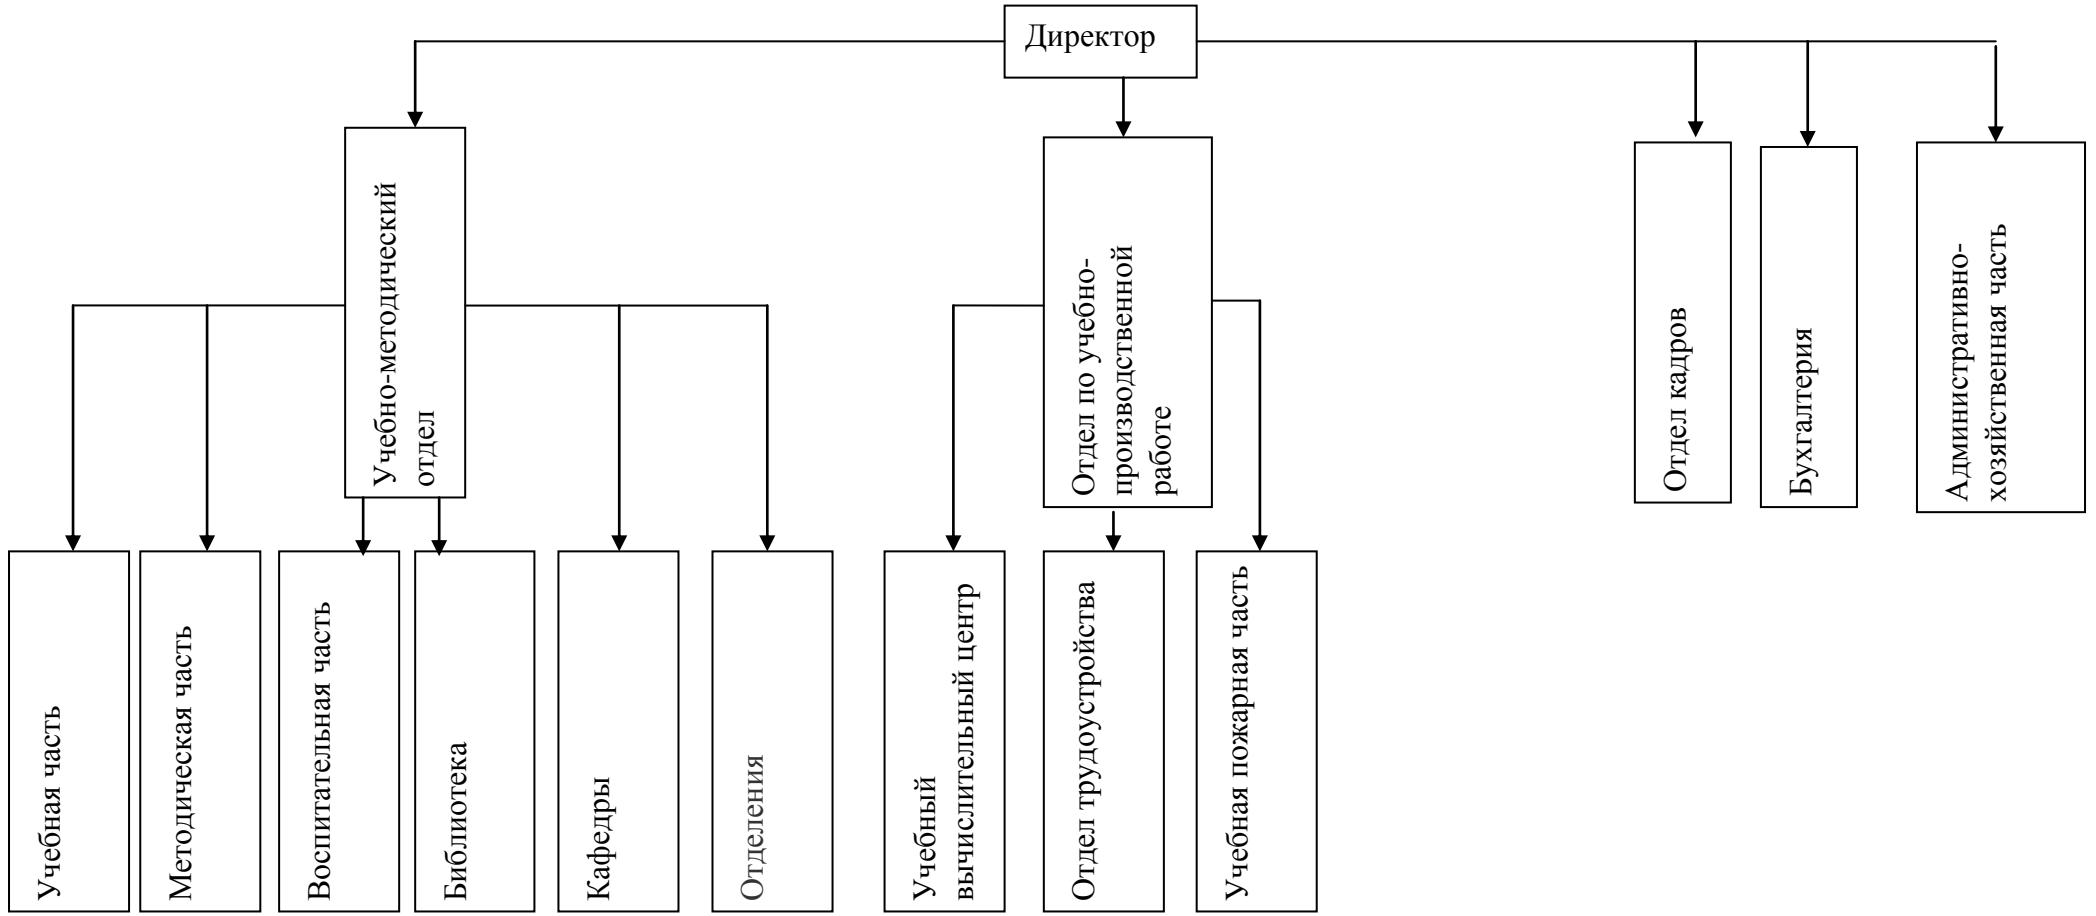 Директор
Учебно-методический
отдел
Отдел по учебно-
производственной
работе
Отдел кадров
Бухгалтерия
Административно-
хозяйственная часть
Учебная часть
Методическая часть
Воспитательная часть
Библиотека
Кафедры
Отделения
Учебный
вычислительный центр
Отдел трудоустройства
Учебная пожарная часть